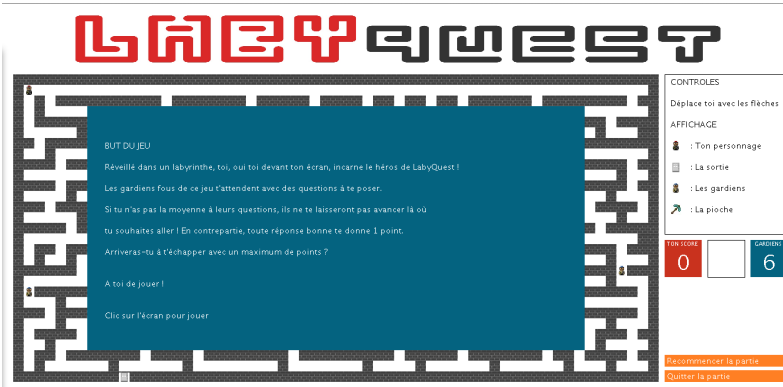 LABYQUEST
CONTROLES
Déplace toi avec les flèches
AFFICHAGE
: Ton personnage
: La sortie
: Les gardiens
: La pioche
BUT DU JEU
Réveillé dans un labyrinthe, toi, oui toi devant ton écran, incarne le héros de LabyQuest !
Les gardiens fous de ce jeu t'attendent avec des questions à te poser.
Si tu n'as pas la moyenne à leurs questions, ils ne te laisseront pas avancer là où
tu souhaites aller ! En contrepartie, toute réponse bonne te donne 1 point.
Arriveras-tu à t'échapper avec un maximum de points ?
A toi de jouer !
Clic sur l'écran pour jouer
TON SCORE
0
GARDIENS
6
Recommencer la partie
Quitter la partie